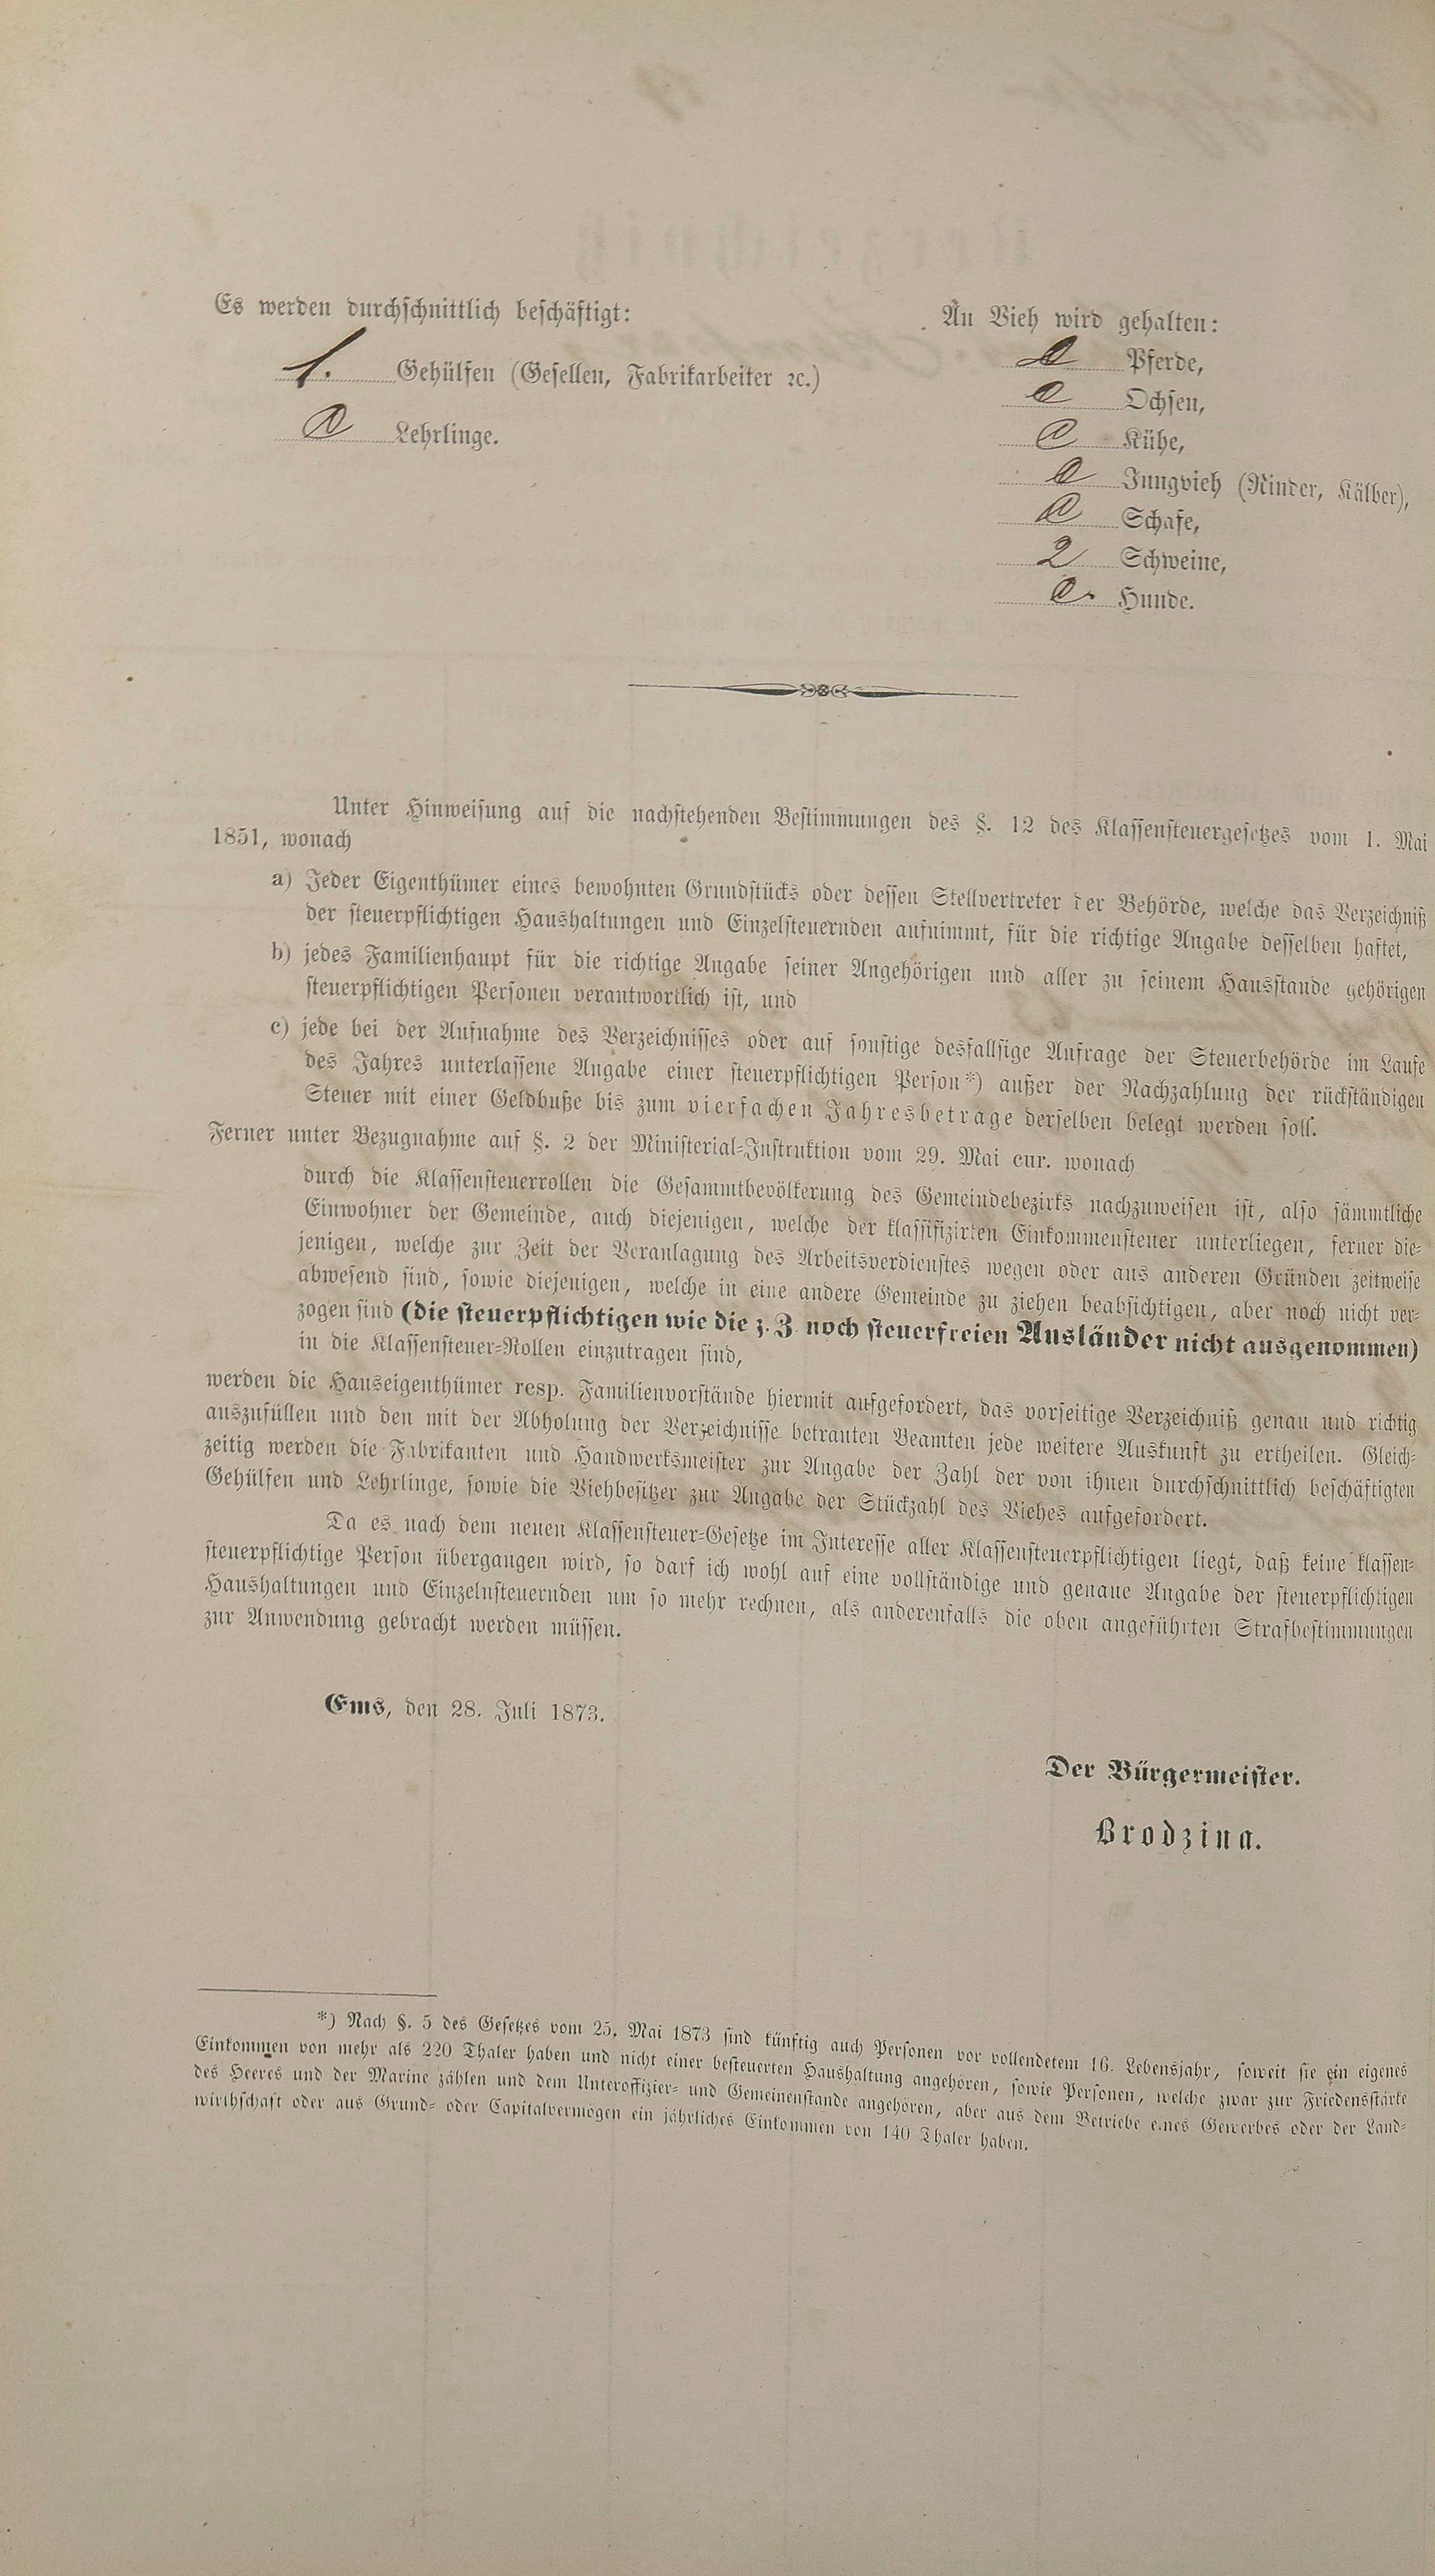 Es werden durchschnittlich beschäftigt:
1. Gehülfen (Gesellen, Fabrikarbeiter ꝛc.)
0 Lehrlinge.
An Vieh wird gehalten:
0 Pferde,
0 Ochsen,
0 Kühe,
0 Jungvieh (Rinder, Kälber),
0 Schafe,
2 Schweine,
0. Hunde.
Unter Hinweisung auf die nachstehenden Bestimmungen des §. 12 des Klassensteuergesetzes vom 1. Mai
1851, wonach
a) Jeder Eigenthümer eines bewohnten Grundstücks oder dessen Stellvertreter der Behörde, welche das Verzeichniß
der steuerpflichtigen Haushaltungen und Einzelsteuernden aufnimmt, für die richtige Angabe desselben haftet,
b) jedes Familienhaupt für die richtige Angabe seiner Angehörigen und aller zu seinem Hausstande gehörigen
steuerpflichtigen Personen verantwortlich ist, und
c) jede bei der Aufnahme des Verzeichnisses oder auf sonstige desfallsige Anfrage der Steuerbehörde im Laufe
des Jahres unterlassene Angabe einer steuerpflichtigen Person*) außer der Nachzahlung der rückständigen
Steuer mit einer Geldbuße bis zum vierfachen Jahresbetrage derselben belegt werden soll.
Ferner unter Bezugnahme auf §. 2 der Ministerial-Instruktion vom 29. Mai cur. wonach
durch die Klassensteuerrollen die Gesammtbevölkerung des Gemeindebezirks nachzuweisen ist, also sämmtliche
Einwohner der Gemeinde, auch diejenigen, welche der klassifizirten Einkommensteuer unterliegen, ferner die-
jenigen, welche zur Zeit der Veranlagung des Arbeitsverdienstes wegen oder aus anderen Gründen zeitweise
abwesend sind, sowie diejenigen, welche in eine andere Gemeinde zu ziehen beabsichtigen, aber noch nicht ver-
zogen sind (die steuerpflichtigen wie die z. Z. noch steuerfreien Ausländer nicht ausgenommen)
in die Klassensteuer-Rollen einzutragen sind,
werden die Hauseigenthümer resp. Familienvorstände hiermit aufgefordert, das vorseitige Verzeichniß genau und richtig
auszufüllen und den mit der Abholung der Verzeichnisse betrauten Beamten jede weitere Auskunft zu ertheilen. Gleich-
zeitig werden die Fabrikanten und Handwerksmeister zur Angabe der Zahl der von ihnen durchschnittlich beschäftigten
Gehülfen und Lehrlinge, sowie die Viehbesitzer zur Angabe der Stückzahl des Viehes aufgefordert.
Da es nach dem neuen Klassensteuer-Gesetze im Interesse aller Klassensteuerpflichtigen liegt, daß keine klassen-
steuerpflichtige Person übergangen wird, so darf ich wohl auf eine vollständige und genaue Angabe der steuerpflichtigen
Haushaltungen und Einzelnsteuernden um so mehr rechnen, als anderenfalls die oben angeführten Strafbestimmungen
zur Anwendung gebracht werden müssen.
Ems, den 28. Juli 1873.
Der Bürgermeister.
Brodzina.
*) Nach §. 5 des Gesetzes vom 25. Mai 1873 sind künftig auch Personen vor vollendetem 16. Lebensjahr, soweit sie ein eigenes
Einkommen von mehr als 220 Thaler haben und nicht einer besteuerten Haushaltung angehören, sowie Personen, welche zwar zur Friedensstärke
des Heeres und der Marine zählen und dem Unteroffizier- und Gemeinenstande angehören, aber aus dem Betriebe eines Gewerbes oder der Land-
wirthschaft oder aus Grund- oder Capitalvermögen ein jährliches Einkommen von 140 Thaler haben.